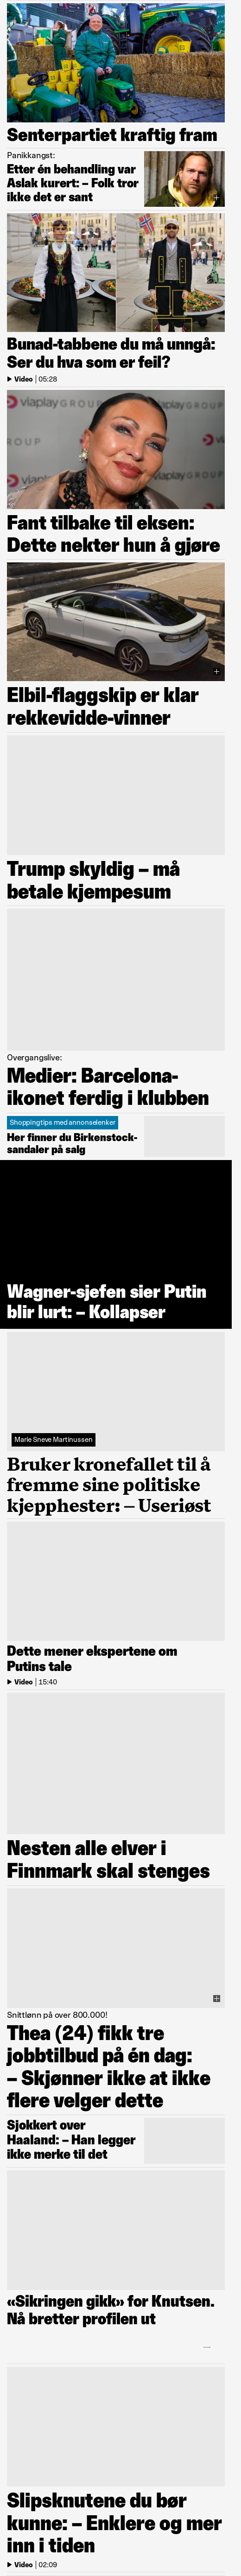 Senterpartiet kraftig fram
Panikkangst:
Etter én behandling var
Aslak kurert: – Folk tror
ikke det er sant
Bunad-tabbene du må unngå:
Ser du hva som er feil?
Video | 05:28
viaplay
GROUP
viaplay
GROUP
Fant tilbake til eksen:
Dette nekter hun å gjøre
Elbil-flaggskip er klar
rekkevidde-vinner
Trump skyldig – må
betale kjempesum
Overgangslive:
Medier: Barcelona-
ikonet ferdig i klubben
Shoppingtips med annonselenker
Her finner du Birkenstock-
sandaler på salg
Wagner-sjefen sier Putin
blir lurt: – Kollapser
Marie Sneve Martinussen
Bruker kronefallet til å
fremme sine politiske
kjepphester: – Useriøst
Dette mener ekspertene om
Putins tale
Video | 15:40
Nesten alle elver i
Finnmark skal stenges
Snittlønn på over 800.000!
Thea (24) fikk tre
jobbtilbud på én dag:
– Skjønner ikke at ikke
flere velger dette
Sjokkert over
Haaland: – Han legger
ikke merke til det
«Sikringen gikk» for Knutsen.
Nå bretter profilen ut
Slipsknutene du bør
kunne: – Enklere og mer
inn i tiden
Video | 02:09